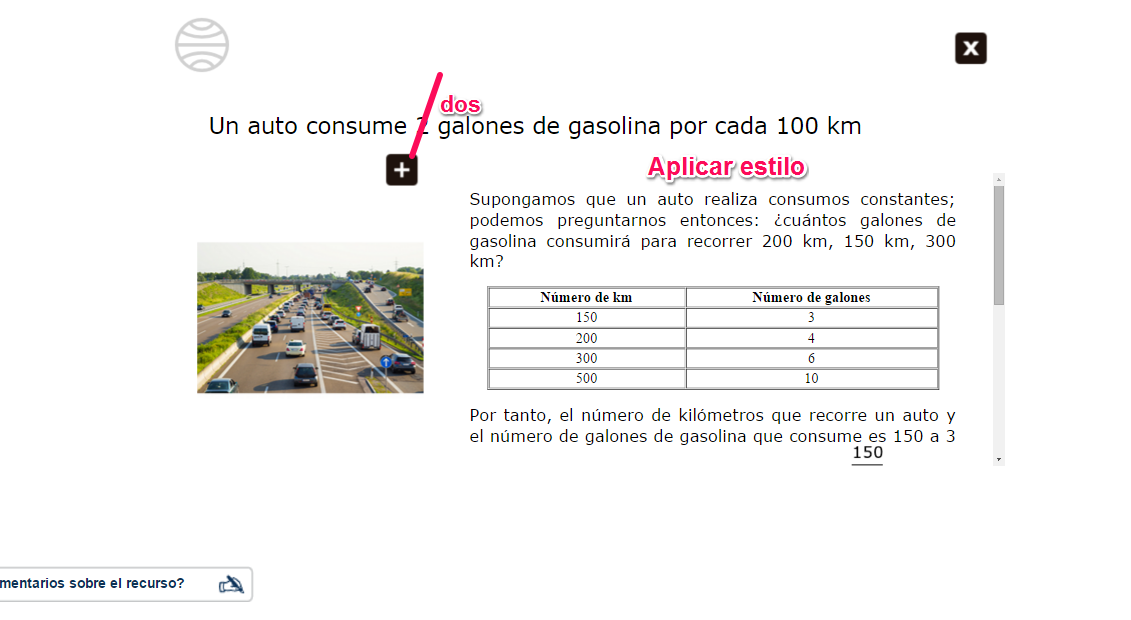 X
dos
Un auto consume 2 galones de gasolina por cada 100 km
+
Aplicar estilo
Supongamos que un auto realiza consumos constantes;
podemos preguntarnos entonces: ¿cuántos galones de
gasolina consumirá para recorrer 200 km, 150 km, 300
km?
Número de km Número de galones
150 3
200 4
300 6
500 10
Por tanto, el número de kilómetros que recorre un auto y
el número de galones de gasolina que consume es 150 a 3
150
mentarios sobre el recurso?